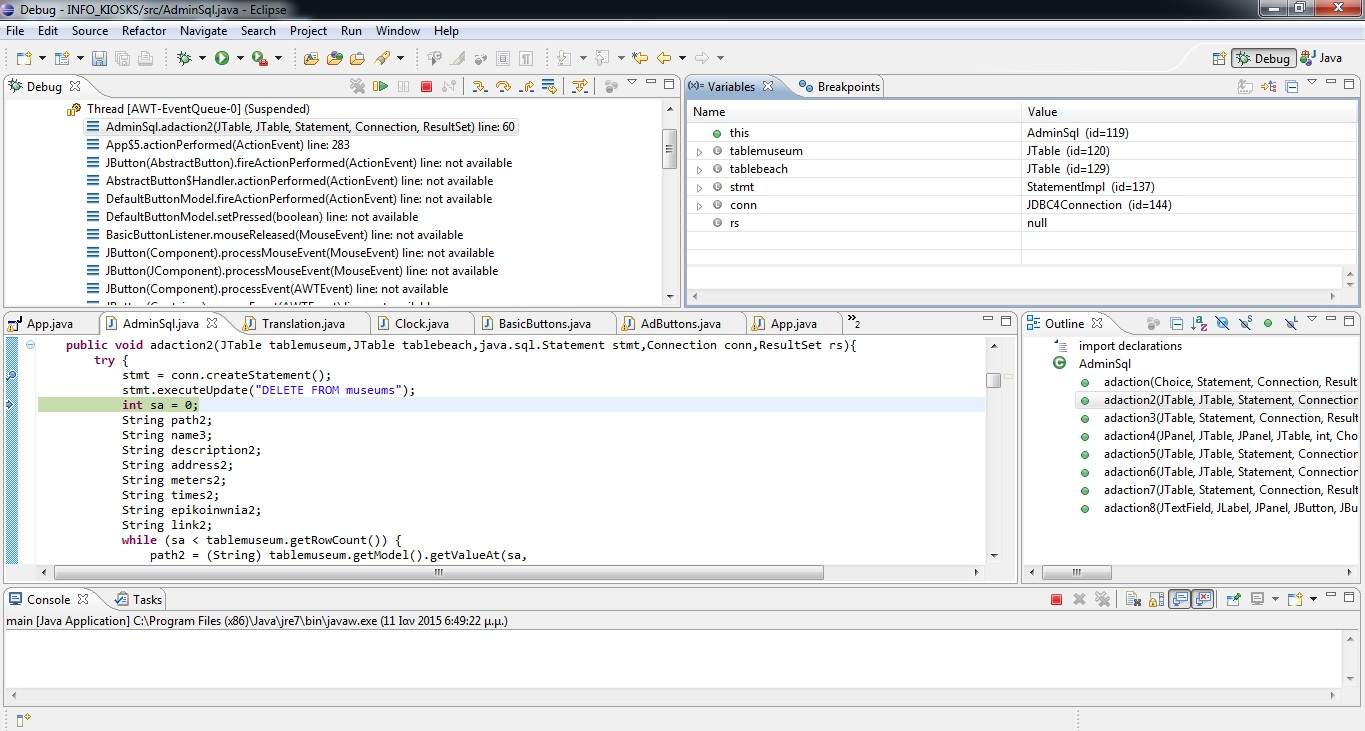 Debug - INFO_KIOSKS/src/AdminSql.java - Eclipse
File Edit Source Refactor Navigate Search Project Run Window Help
Debug Java
Debug
Thread [AWT-EventQueue-0] (Suspended)
AdminSql.adaction2(JTable, JTable, Statement, Connection, ResultSet) line: 60
App$5.actionPerformed(ActionEvent) line: 283
JButton(AbstractButton).fireActionPerformed(ActionEvent) line: not available
AbstractButton$Handler.actionPerformed(ActionEvent) line: not available
DefaultButtonModel.fireActionPerformed(ActionEvent) line: not available
DefaultButtonModel.setPressed(boolean) line: not available
BasicButtonListener.mouseReleased(MouseEvent) line: not available
JButton(Component).processMouseEvent(MouseEvent) line: not available
JButton(JComponent).processMouseEvent(MouseEvent) line: not available
JButton(Component).processEvent(AWTEvent) line: not available
(x)= Variables Breakpoints
Name Value
this AdminSql (id=119)
tablemuseum JTable (id=120)
tablebeach JTable (id=129)
stmt StatementImpl (id=137)
conn JDBC4Connection (id=144)
rs null
App.java AdminSql.java Translation.java Clock.java BasicButtons.java AdButtons.java App.java »2
public void adaction2(JTable tablemuseum,JTable tablebeach,java.sql.Statement stmt,Connection conn,ResultSet rs){
try {
stmt = conn.createStatement();
stmt.executeUpdate("DELETE FROM museums");
int sa = 0;
String path2;
String name3;
String description2;
String address2;
String meters2;
String times2;
String epikoinwnia2;
String link2;
while (sa < tablemuseum.getRowCount()) {
path2 = (String) tablemuseum.getModel().getValueAt(sa,
Outline
import declarations
AdminSql
adaction(Choice, Statement, Connection, Result
adaction2(JTable, JTable, Statement, Connection
adaction3(JTable, Statement, Connection, Result
adaction4(JPanel, JTable, JPanel, JTable, int, Cho
adaction5(JTable, JTable, Statement, Connection
adaction6(JTable, JTable, Statement, Connection
adaction7(JTable, Statement, Connection, Result
adaction8(JTextField, JLabel, JPanel, JButton, JBu
Console Tasks
main [Java Application] C:\Program Files (x86)\Java\jre7\bin\javaw.exe (11 Ιαν 2015 6:49:22 μ.μ.)